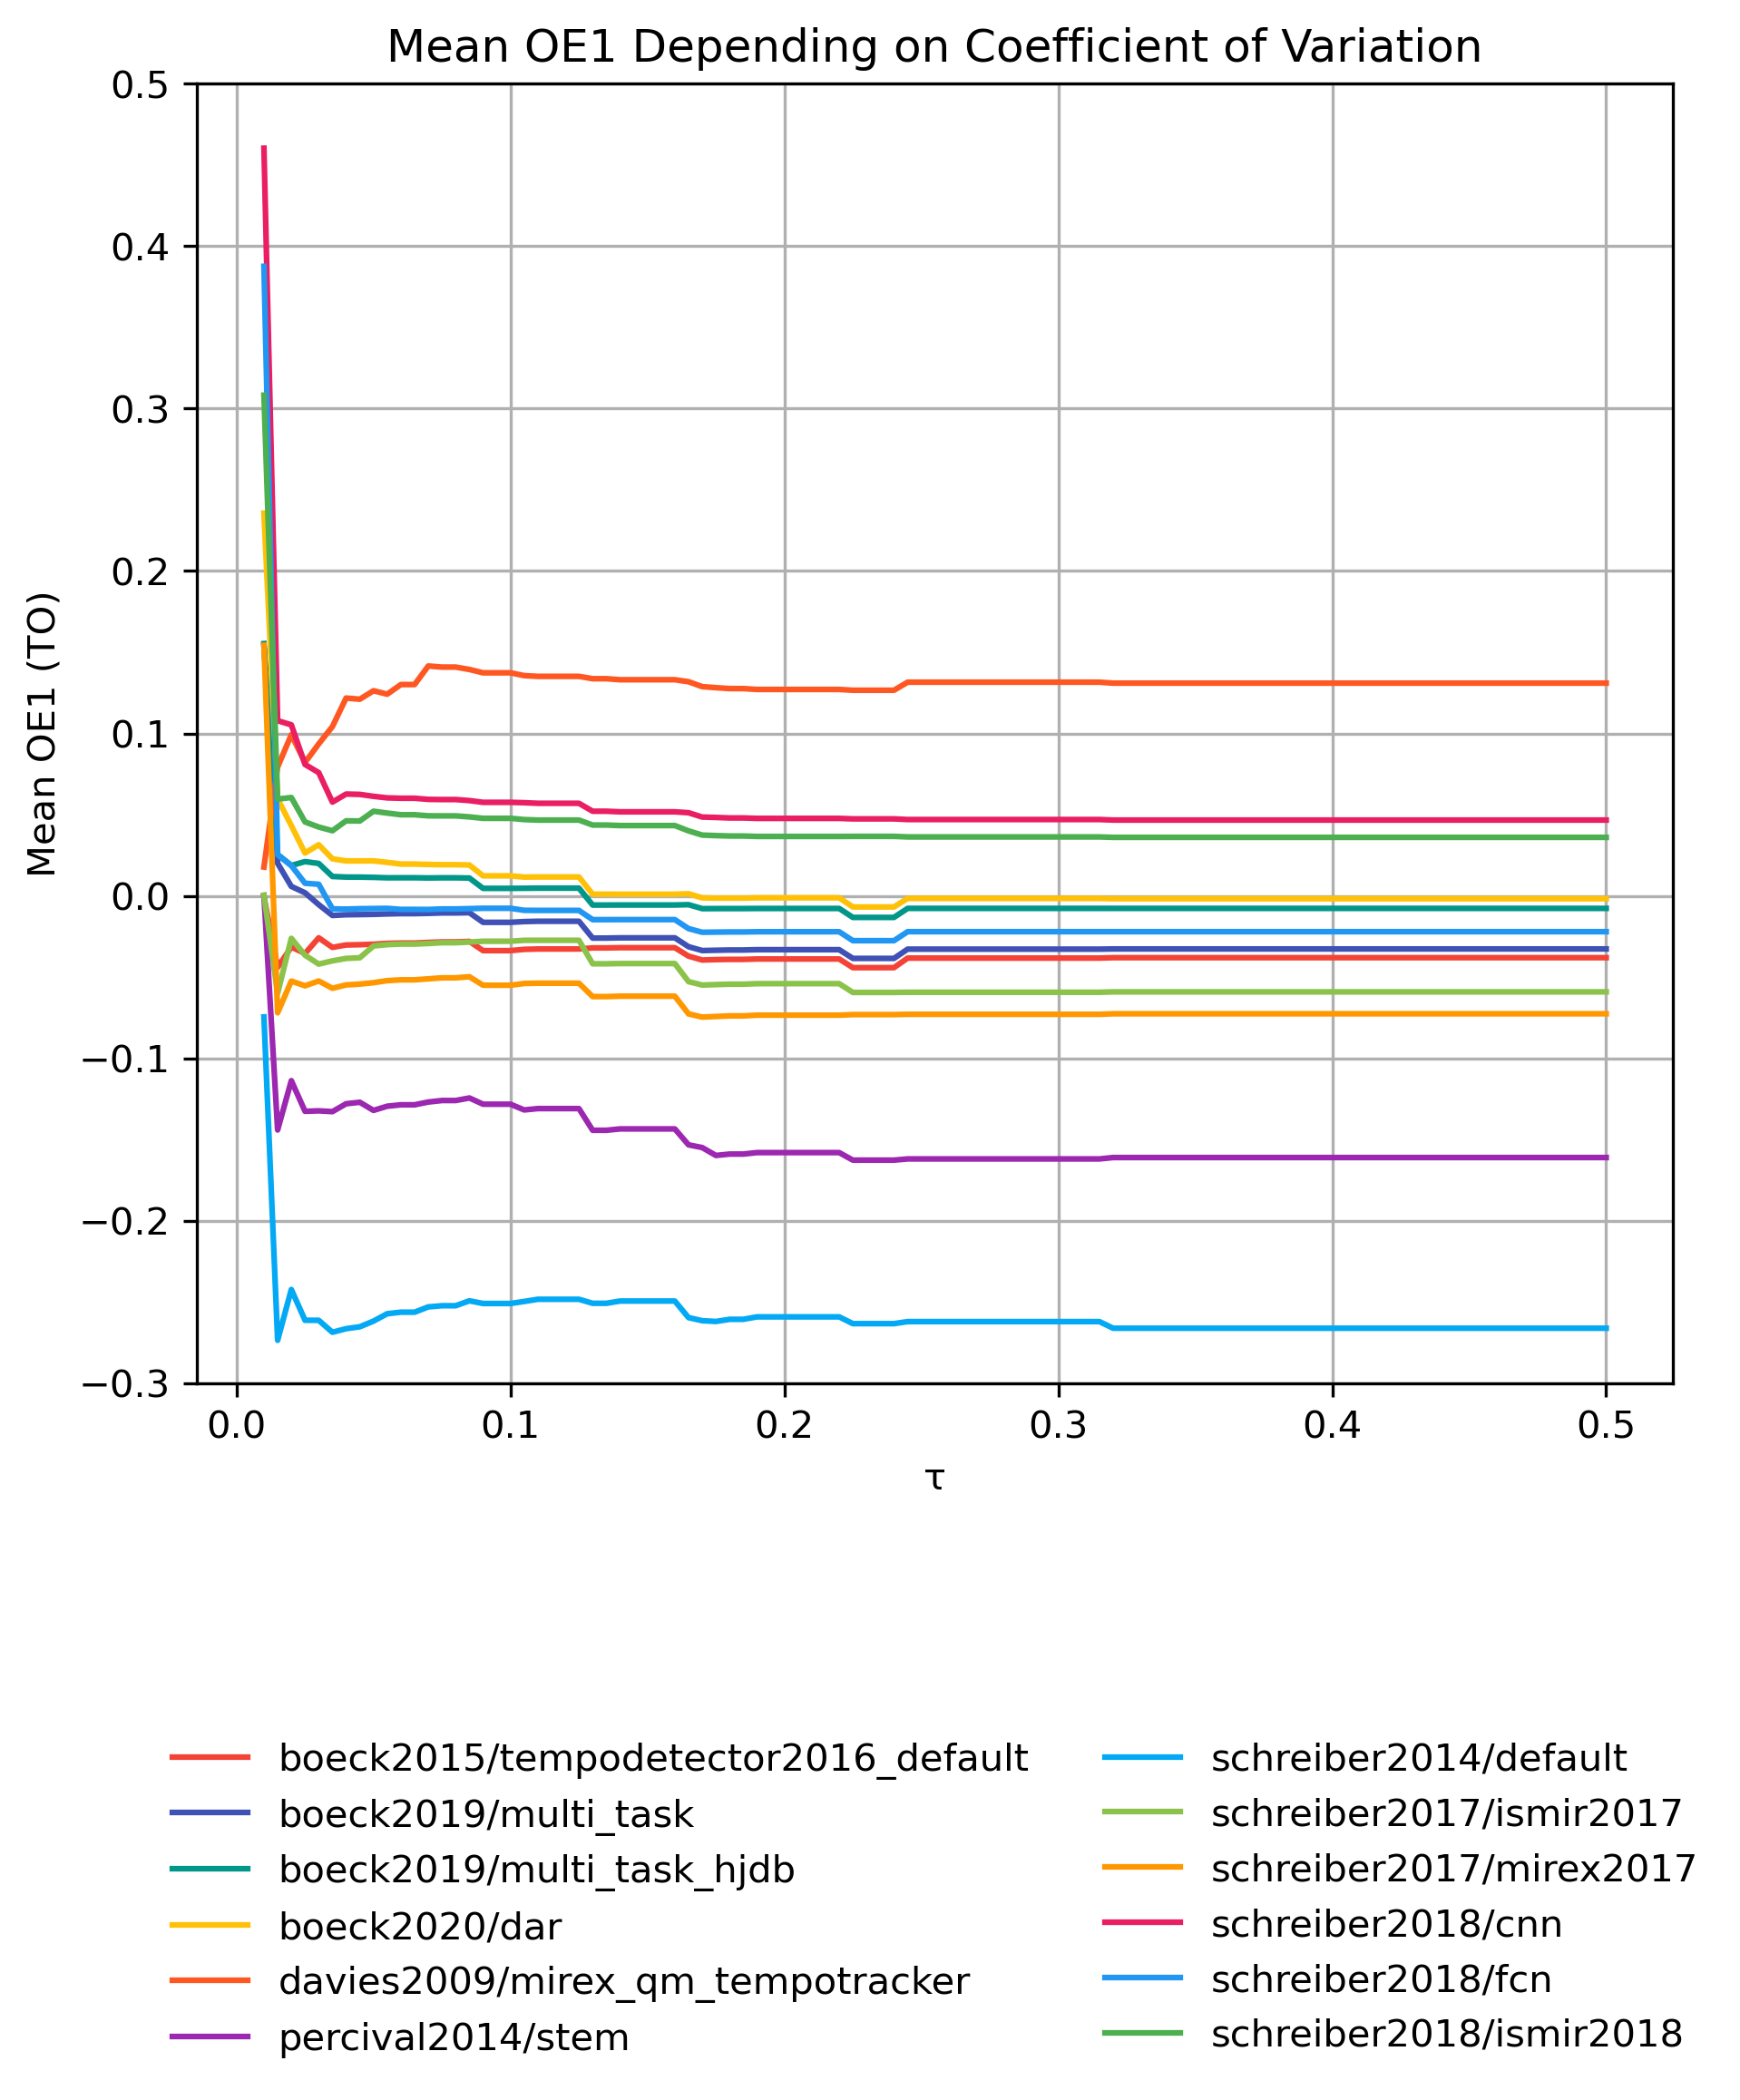 Mean OE1 Depending on Coefficient of Variation
0.5
0.4
0.3
0.2
0.1
0.0
−0.1
−0.2
−0.3
Mean OE1 (TO)
0.0 0.1 0.2 0.3 0.4 0.5
τ
boeck2015/tempodetector2016_default
boeck2019/multi_task
boeck2019/multi_task_hjdb
boeck2020/dar
davies2009/mirex_qm_tempotracker
percival2014/stem
schreiber2014/default
schreiber2017/ismir2017
schreiber2017/mirex2017
schreiber2018/cnn
schreiber2018/fcn
schreiber2018/ismir2018